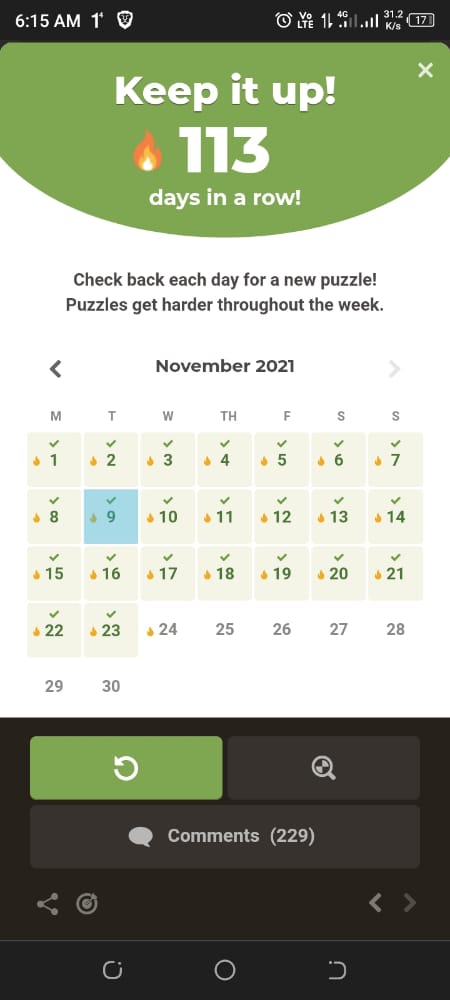 6:15 AM 1⁴ Vo LTE 4G 31.2 K/s 17
Keep it up!
113
days in a row!
Check back each day for a new puzzle!
Puzzles get harder throughout the week.
November 2021
M T W TH F S S
1 2 3 4 5 6 7
8 9 10 11 12 13 14
15 16 17 18 19 20 21
22 23 24 25 26 27 28
29 30
Comments (229)